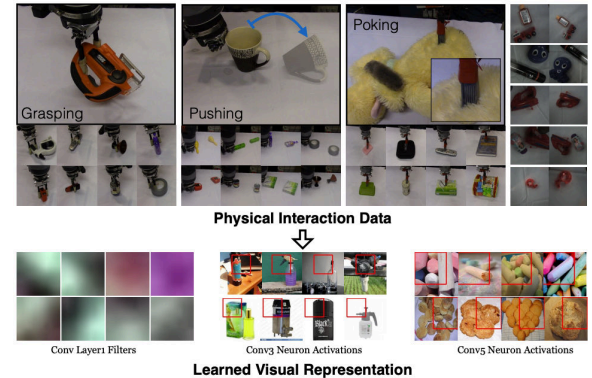 Grasping
Pushing
Poking
Physical Interaction Data
Conv Layer1 Filters
Conv3 Neuron Activations
Conv5 Neuron Activations
Learned Visual Representation